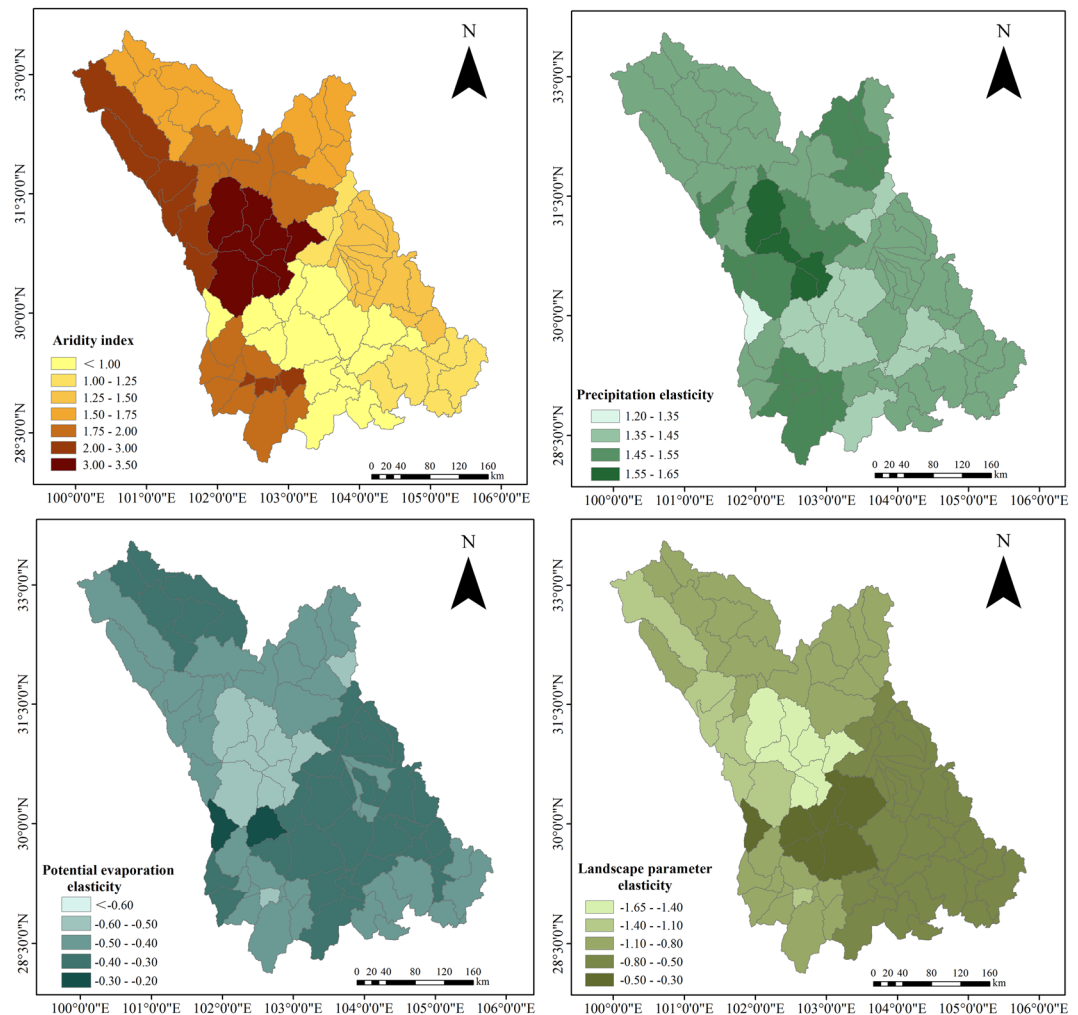 N
33°0'0"N
31°30'0"N
30°0'0"N
28°30'0"N
Aridity index
< 1.00
1.00 - 1.25
1.25 - 1.50
1.50 - 1.75
1.75 - 2.00
2.00 - 3.00
3.00 - 3.50
0 20 40 80 120 160
km
100°0'0"E 101°0'0"E 102°0'0"E 103°0'0"E 104°0'0"E 105°0'0"E 106°0'0"E
N
33°0'0"N
31°30'0"N
30°0'0"N
28°30'0"N
Precipitation elasticity
1.20 - 1.35
1.35 - 1.45
1.45 - 1.55
1.55 - 1.65
0 20 40 80 120 160
km
100°0'0"E 101°0'0"E 102°0'0"E 103°0'0"E 104°0'0"E 105°0'0"E 106°0'0"E
N
33°0'0"N
31°30'0"N
30°0'0"N
28°30'0"N
Potential evaporation
elasticity
<-0.60
-0.60 - -0.50
-0.50 - -0.40
-0.40 - -0.30
-0.30 - -0.20
0 20 40 80 120 160
km
100°0'0"E 101°0'0"E 102°0'0"E 103°0'0"E 104°0'0"E 105°0'0"E 106°0'0"E
N
33°0'0"N
31°30'0"N
30°0'0"N
28°30'0"N
Landscape parameter
elasticity
-1.65 - -1.40
-1.40 - -1.10
-1.10 - -0.80
-0.80 - -0.50
-0.50 - -0.30
0 20 40 80 120 160
km
100°0'0"E 101°0'0"E 102°0'0"E 103°0'0"E 104°0'0"E 105°0'0"E 106°0'0"E